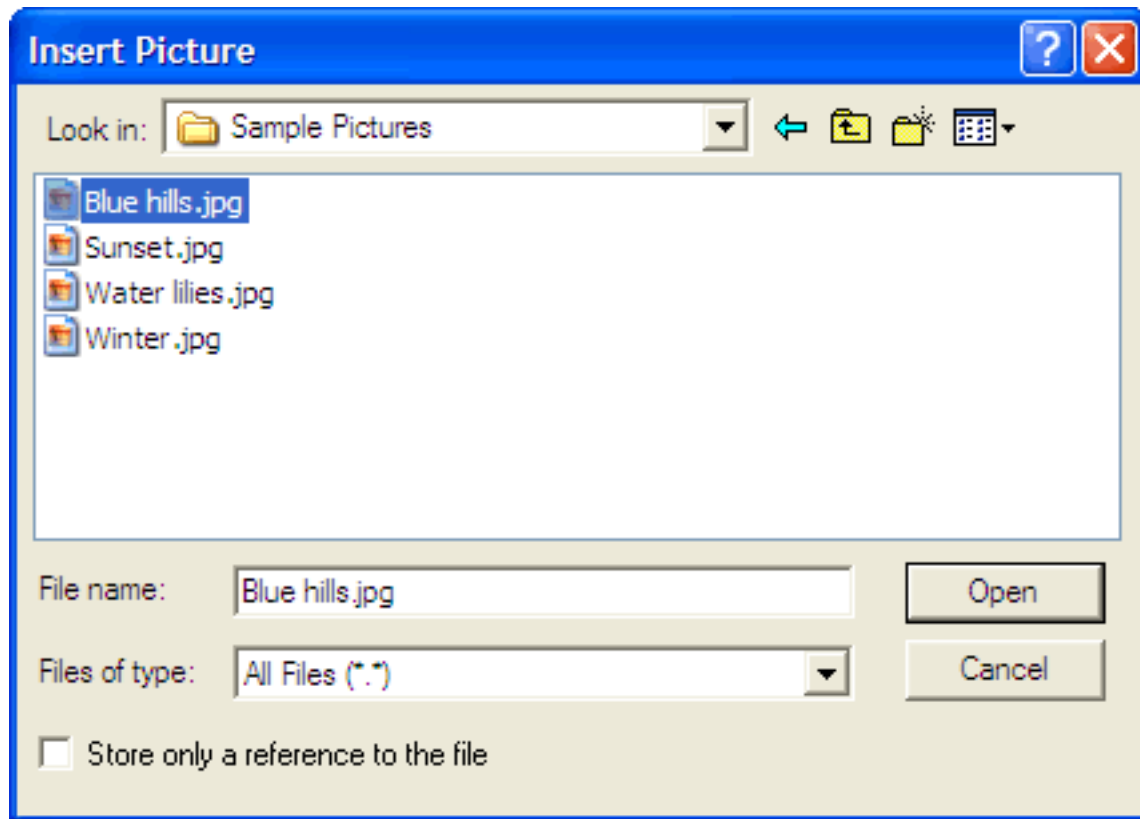 Insert Picture
Look in: Sample Pictures
Blue hills.jpg
Sunset.jpg
Water lilies.jpg
Winter.jpg
File name: Blue hills.jpg Open
Files of type: All Files (*.*) Cancel
Store only a reference to the file